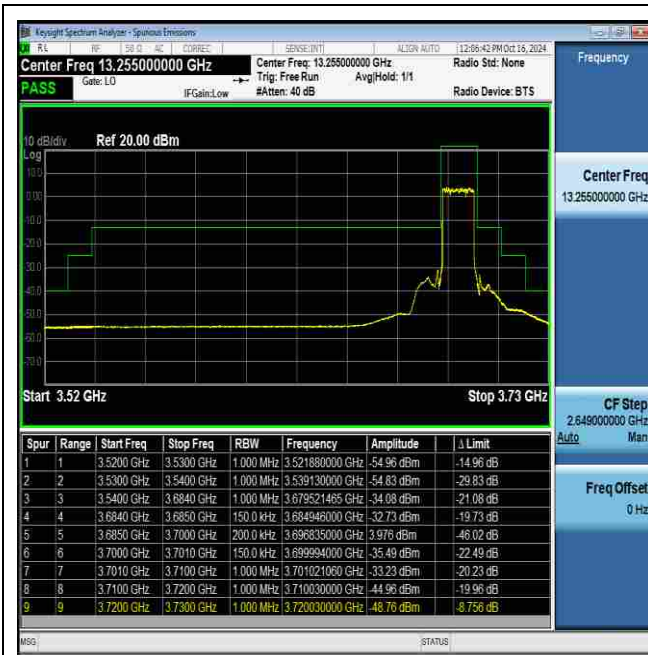 Keysight Spectrum Analyzer - Spurious Emissions
RL RF 50 Ω AC CORREC SENSE:INT ALIGN AUTO 12:06:42 PM Oct 16, 2024
Center Freq 13.255000000 GHz
Center Freq: 13.255000000 GHz
Radio Std: None
PASS
Gate: LO
Trig: Free Run Avg|Hold: 1/1
IFGain:Low
#Atten: 40 dB
Radio Device: BTS
10 dB/div Ref 20.00 dBm
Log
10.0
0.00
-10.0
-20.0
-30.0
-40.0
-50.0
-60.0
-70.0
Start 3.52 GHz Stop 3.73 GHz
Spur Range Start Freq Stop Freq RBW Frequency Amplitude Δ Limit
1 1 3.5200 GHz 3.5300 GHz 1.000 MHz 3.521880000 GHz -54.96 dBm -14.96 dB
2 2 3.5300 GHz 3.5400 GHz 1.000 MHz 3.539130000 GHz -54.83 dBm -29.83 dB
3 3 3.5400 GHz 3.6840 GHz 1.000 MHz 3.679521465 GHz -34.08 dBm -21.08 dB
4 4 3.6840 GHz 3.6850 GHz 150.0 kHz 3.684946000 GHz -32.73 dBm -19.73 dB
5 5 3.6850 GHz 3.7000 GHz 200.0 kHz 3.696835000 GHz 3.976 dBm -46.02 dB
6 6 3.7000 GHz 3.7010 GHz 150.0 kHz 3.699994000 GHz -35.49 dBm -22.49 dB
7 7 3.7010 GHz 3.7100 GHz 1.000 MHz 3.701021060 GHz -33.23 dBm -20.23 dB
8 8 3.7100 GHz 3.7200 GHz 1.000 MHz 3.710030000 GHz -44.96 dBm -19.96 dB
9 9 3.7200 GHz 3.7300 GHz 1.000 MHz 3.720030000 GHz -48.76 dBm -8.756 dB
MSG STATUS
Frequency
Center Freq
13.255000000 GHz
CF Step
2.649000000 GHz
Auto Man
Freq Offset
0 Hz